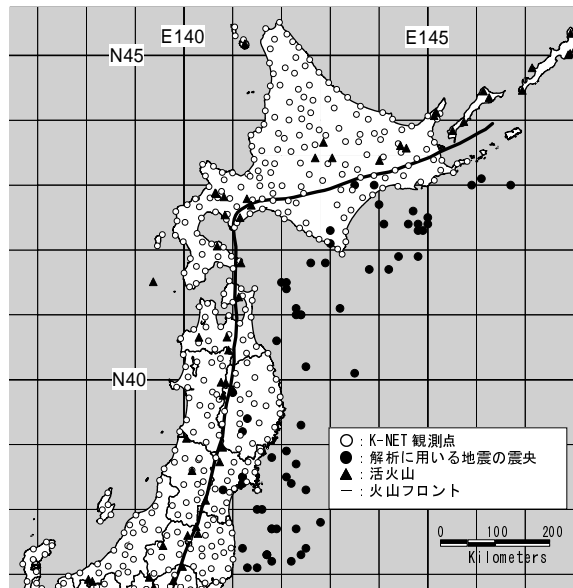 E140
E145
N45
N40
○ : K-NET 観測点
● : 解析に用いる地震の震央
▲ : 活火山
─ : 火山フロント
0 100 200
Kilometers